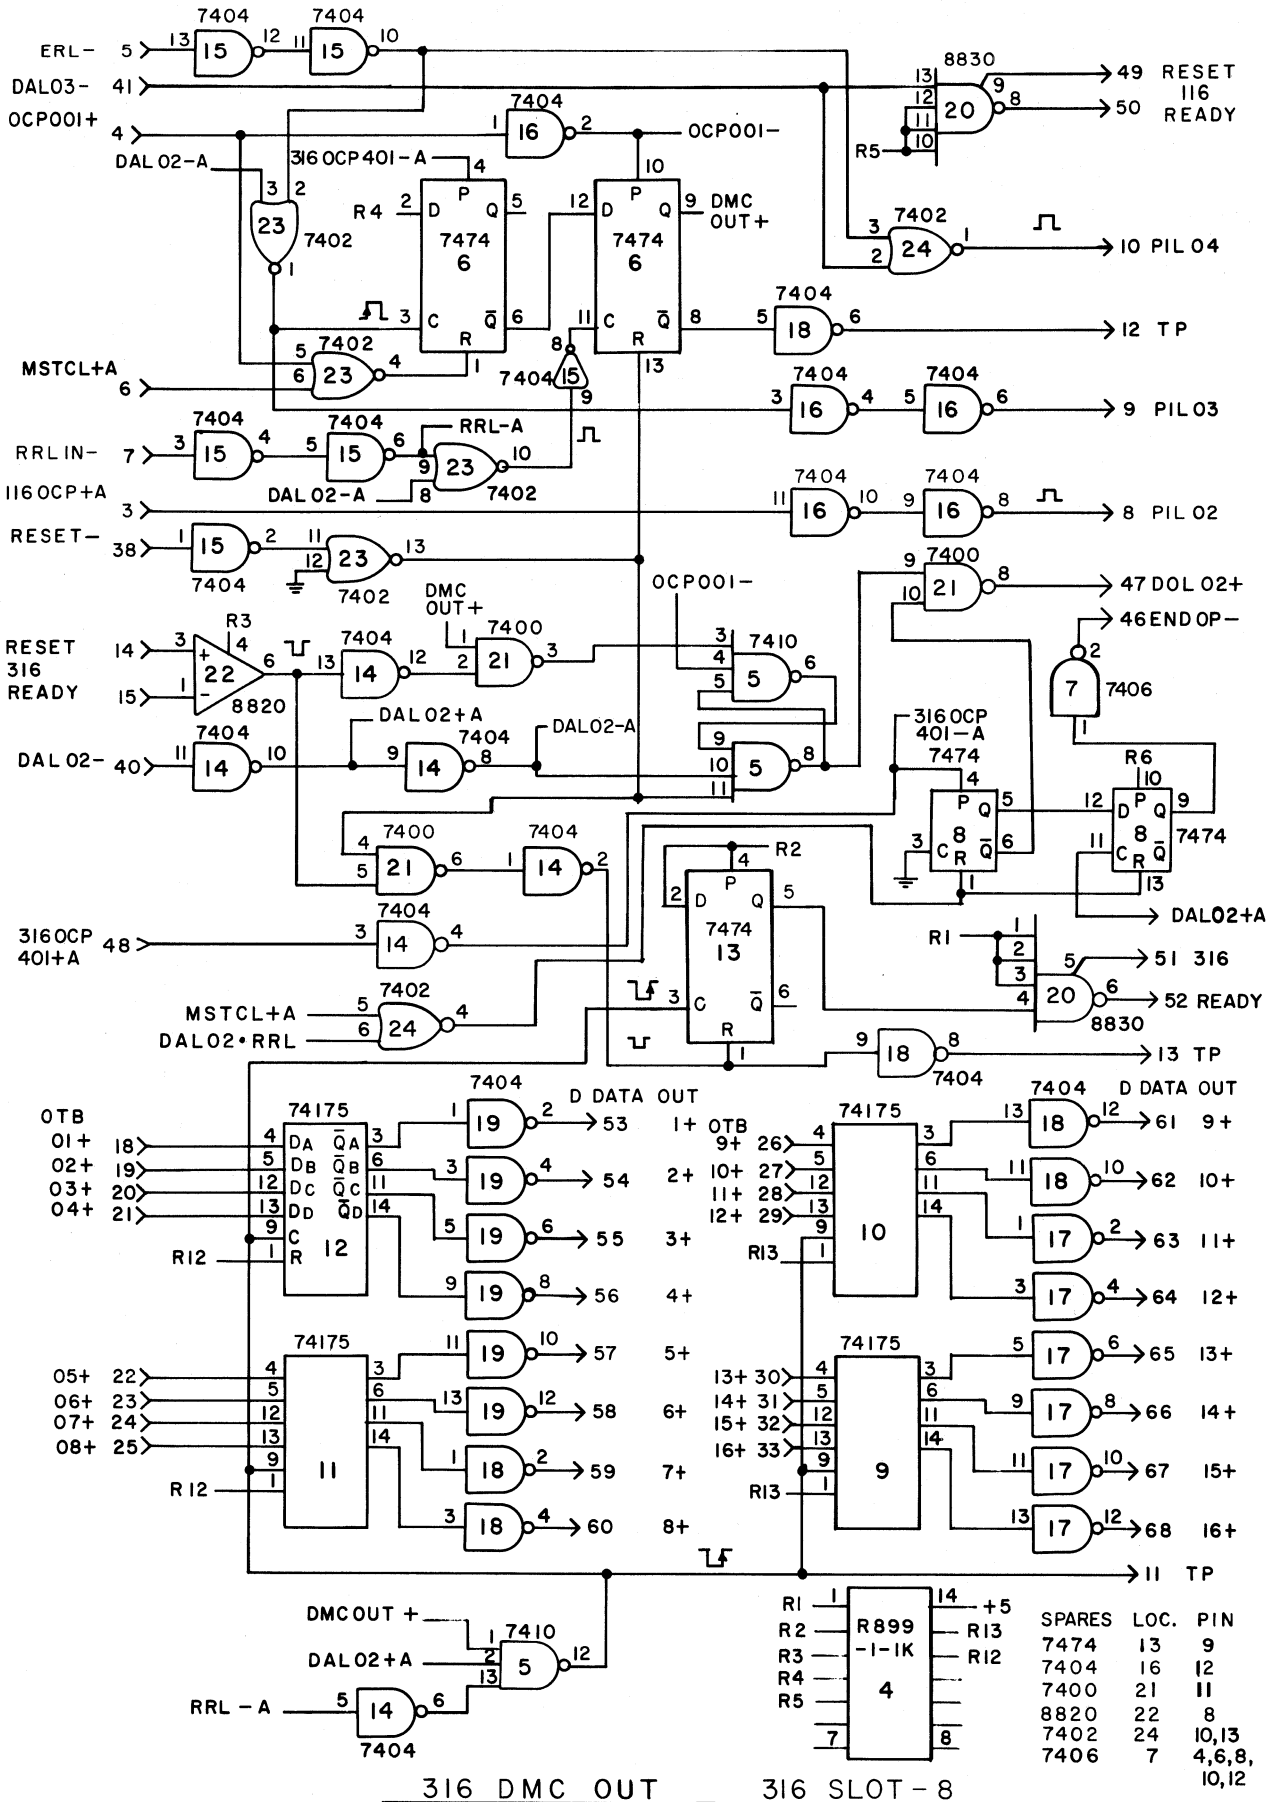 7404 7404
ERL- 5 13 15 12 11 15 10
8830
DAL03- 41 13 12 11 10 20 9 8 49 RESET
116
50 READY
R5
OCP001+ 4 7404 1 16 2 OCP001-
DAL02-A 3 2 23 7402 1
316OCP401-A 4 10
R4 2 D P Q 5 12 D P Q 9 DMC
OUT+
7474 7474
6 6
3 C Q̅ 6 11 C Q̅ 8
R R
1 13
7402
3 2 24 1 10 PIL04
7404
5 18 6 12 TP
7402
5 6 23 4
MSTCL+A
6
7404 15 8 9
7404 7404
3 16 4 5 16 6 9 PIL03
7404 7404
RRLIN- 7 3 15 4 5 15 6 RRL-A
9 8 23 10
DAL02-A 7402
116OCP+A
3
7404 7404
11 16 10 9 16 8 8 PIL02
RESET- 38 1 15 2 11 12 23 13
7404 7402
OCP001-
7400
9 10 21 8 47 DOL02+
46 ENDOP-
2 7 7406
1
RESET 14 3 R3
316 + 4 6
READY 15 1 - 22 8820
7404
13 14 12
DMC
OUT+
7400
1 2 21 3
7410
3 4 5 5 6
DAL02+A
DAL02-A
7404 7404
DAL02- 40 11 14 10 9 14 8
9 10 11 5 8
316OCP
401-A
7474
4
P Q 5
8
3 C Q̅ 6
R 1
R6
10
12 D P Q 9
8 7474
11 C Q̅
R 13
DAL02+A
7400 7404
4 5 21 6 1 14 2
R2
4
2 D P Q 5
7474
13
3 C Q̅ 6
R
1
7404
316OCP
401+A 48 3 14 4
R1 1 2 3 4 20 5 6
51 316
52 READY
8830
7402
MSTCL+A 5
DAL02•RRL 6 24 4
9 18 8 13 TP
7404
7404 D DATA OUT 7404 D DATA OUT
OTB 74175 74175
01+ 18 4 DA Q̅A 3 1 19 2 53 1+
02+ 19 5 DB Q̅B 6 3 19 4 54 2+
03+ 20 12 DC Q̅C 11 5 19 6 55 3+
04+ 21 13 DD Q̅D 14 9 19 8 56 4+
9 C 12
R12 1 R
OTB
9+ 26 4 3 13 18 12 61 9+
10+ 27 5 6 11 18 10 62 10+
11+ 28 12 11 1 17 2 63 11+
12+ 29 13 14 3 17 4 64 12+
9 10
R13 1
74175 74175
05+ 22 4 3 11 19 10 57 5+
06+ 23 5 6 13 19 12 58 6+
07+ 24 12 11 1 18 2 59 7+
08+ 25 13 14 3 18 4 60 8+
9 11
R12 1
13+ 30 4 3 5 17 6 65 13+
14+ 31 5 6 9 17 8 66 14+
15+ 32 12 11 11 17 10 67 15+
16+ 33 13 14 13 17 12 68 16+
9 9
R13 1
11 TP
DMCOUT + 1 7410
DAL02+A 2 5 12
13
RRL-A 5 14 6
7404
R1 1 14 +5
R2 R899 R13
R3 -1-1K R12
R4
R5 4
7 8
SPARES LOC. PIN
7474 13 9
7404 16 12
7400 21 11
8820 22 8
7402 24 10,13
7406 7 4,6,8,
10,12
316 DMC OUT 316 SLOT-8